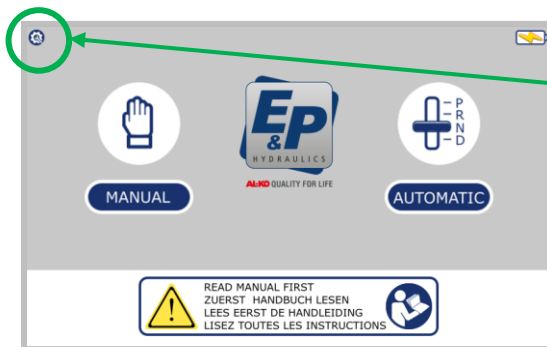 P
R
N
D
E&P
HYDRAULICS
AL-KO QUALITY FOR LIFE
MANUAL
AUTOMATIC
READ MANUAL FIRST
ZUERST HANDBUCH LESEN
LEES EERST DE HANDLEIDING
LISEZ TOUTES LES INSTRUCTIONS